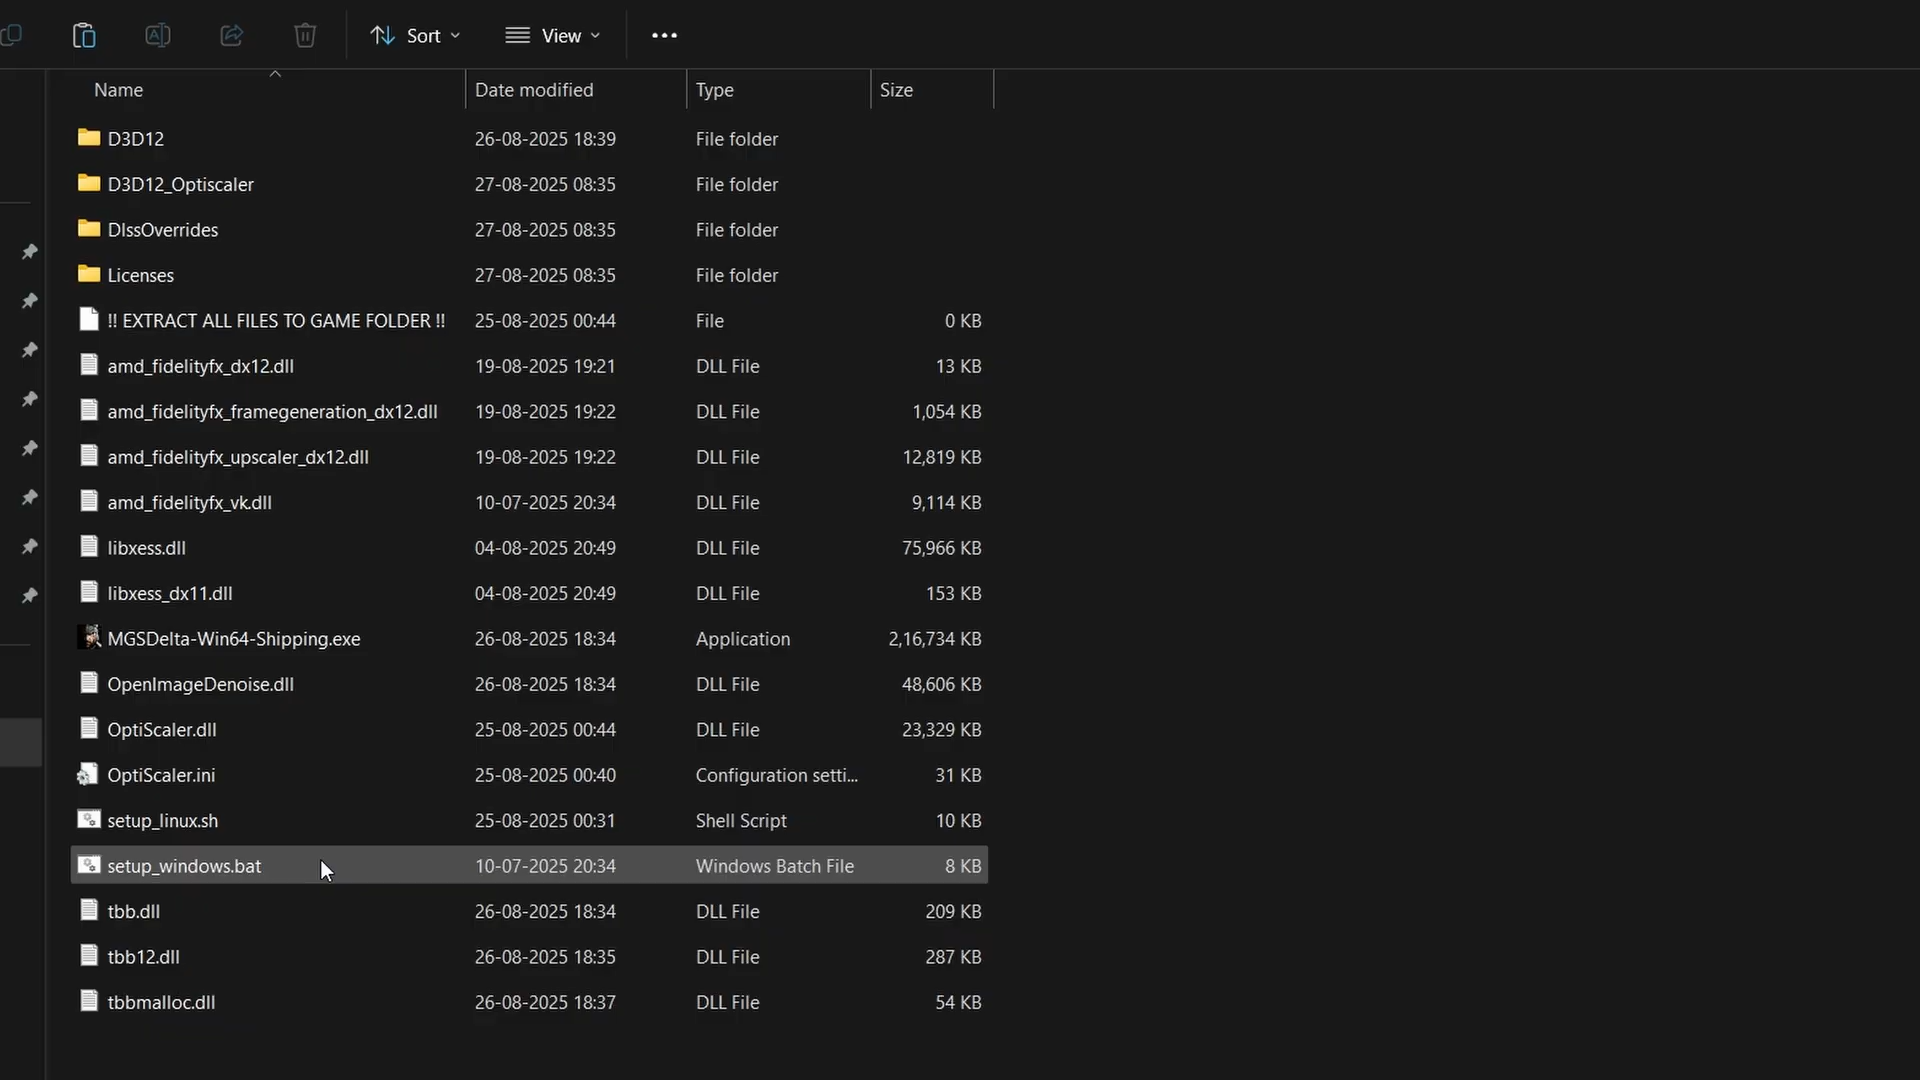 Sort View
Name Date modified Type Size
D3D12 26-08-2025 18:39 File folder
D3D12_Optiscaler 27-08-2025 08:35 File folder
DlssOverrides 27-08-2025 08:35 File folder
Licenses 27-08-2025 08:35 File folder
!! EXTRACT ALL FILES TO GAME FOLDER !! 25-08-2025 00:44 File 0 KB
amd_fidelityfx_dx12.dll 19-08-2025 19:21 DLL File 13 KB
amd_fidelityfx_framegeneration_dx12.dll 19-08-2025 19:22 DLL File 1,054 KB
amd_fidelityfx_upscaler_dx12.dll 19-08-2025 19:22 DLL File 12,819 KB
amd_fidelityfx_vk.dll 10-07-2025 20:34 DLL File 9,114 KB
libxess.dll 04-08-2025 20:49 DLL File 75,966 KB
libxess_dx11.dll 04-08-2025 20:49 DLL File 153 KB
MGSDelta-Win64-Shipping.exe 26-08-2025 18:34 Application 2,16,734 KB
OpenImageDenoise.dll 26-08-2025 18:34 DLL File 48,606 KB
OptiScaler.dll 25-08-2025 00:44 DLL File 23,329 KB
OptiScaler.ini 25-08-2025 00:40 Configuration setti... 31 KB
setup_linux.sh 25-08-2025 00:31 Shell Script 10 KB
setup_windows.bat 10-07-2025 20:34 Windows Batch File 8 KB
tbb.dll 26-08-2025 18:34 DLL File 209 KB
tbb12.dll 26-08-2025 18:35 DLL File 287 KB
tbbmalloc.dll 26-08-2025 18:37 DLL File 54 KB